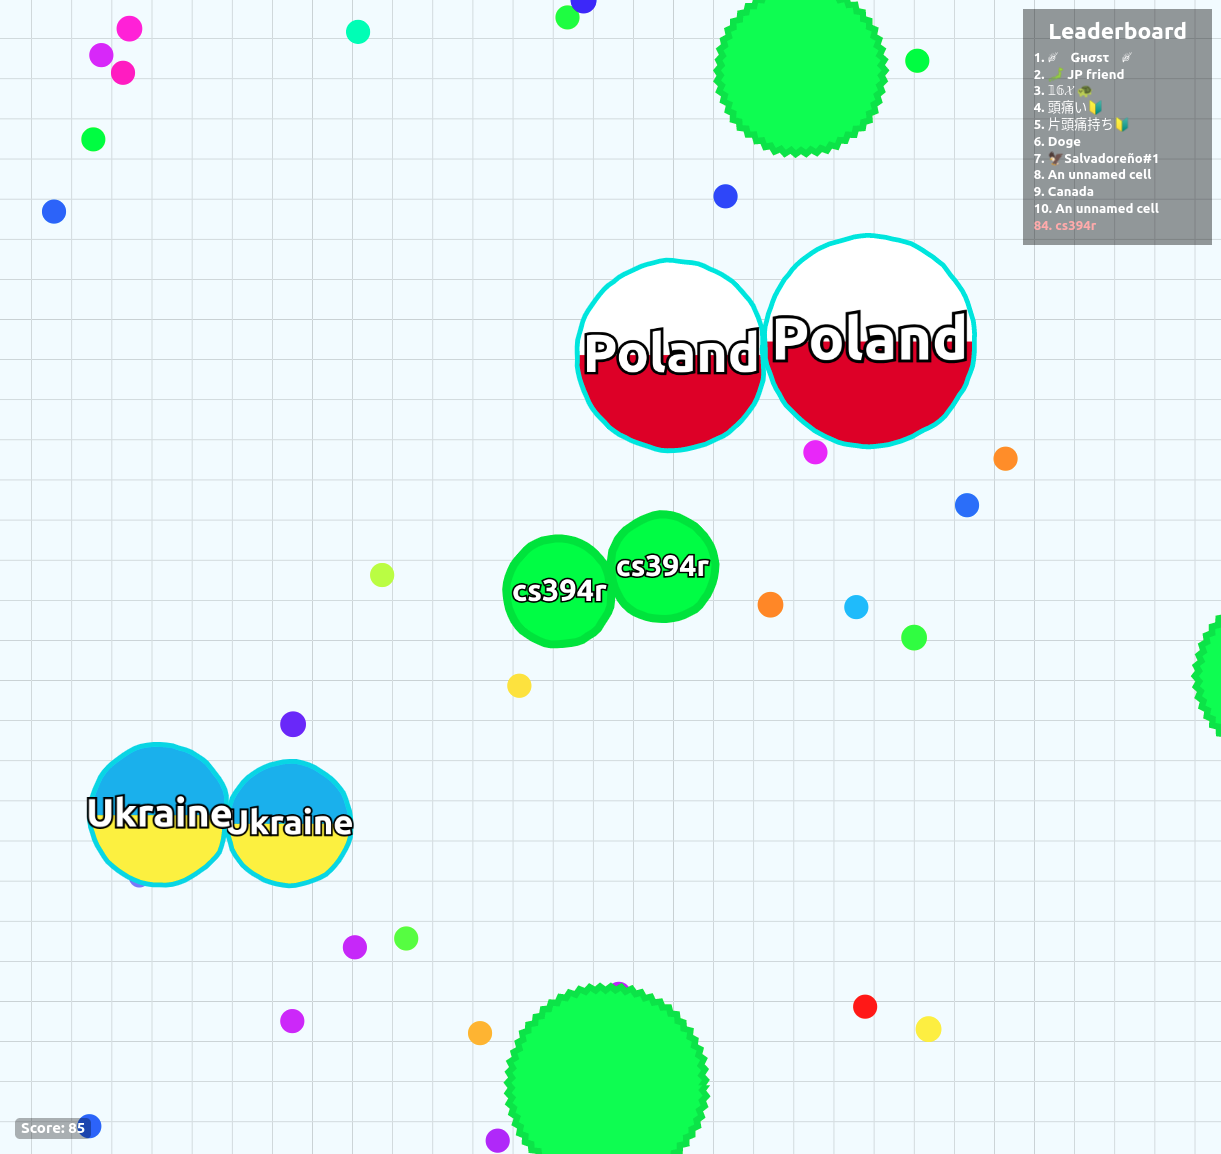 Leaderboard
1. Gнσsτ
2. JP friend
3. 𝟙𝟞.𝓧
4. 頭痛い🔰
5. 片頭痛持ち🔰
6. Doge
7. 🦅Salvadoreño#1
8. An unnamed cell
9. Canada
10. An unnamed cell
84. cs394r
Poland
Poland
cs394r
cs394r
Ukraine
Ukraine
Score: 85